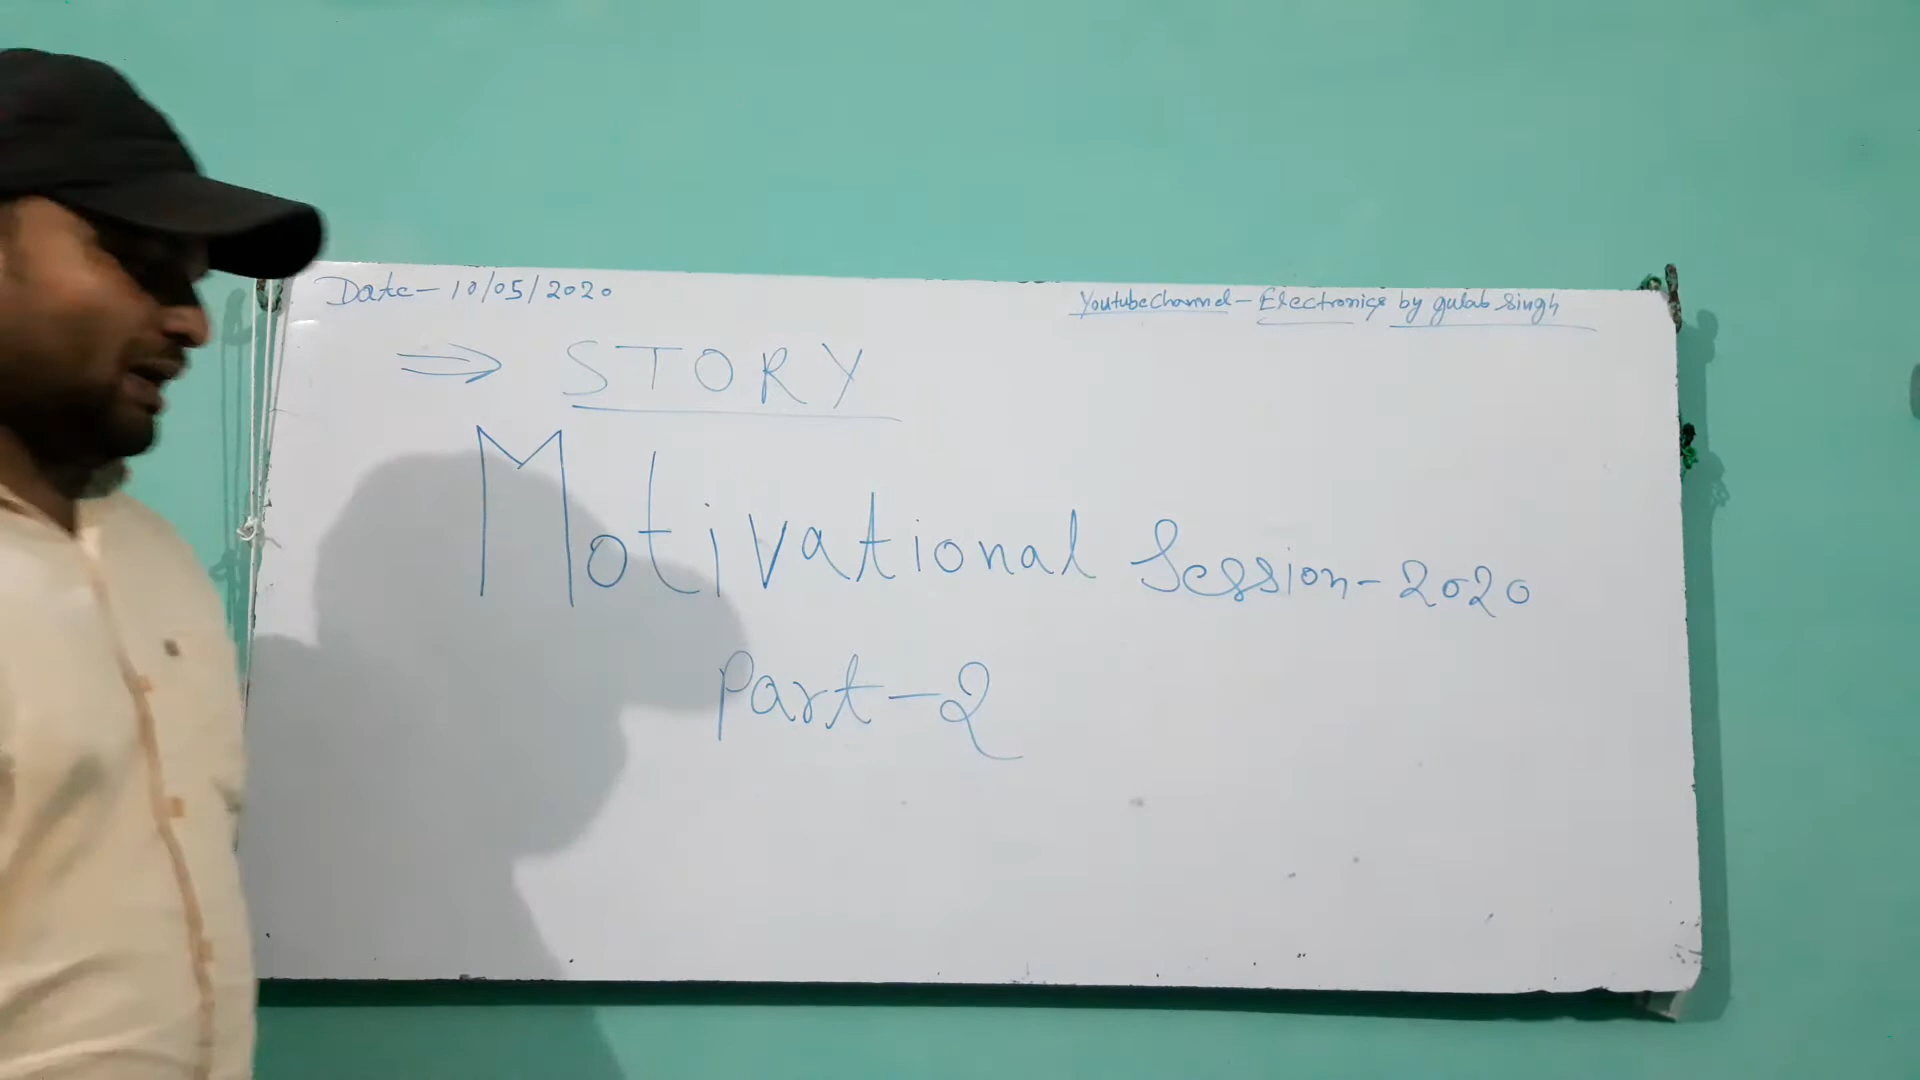 Date - 10/05/2020
Youtube Channel - Electronics by gulab singh
⇒ STORY
Motivational Session - 2020
Part - 2